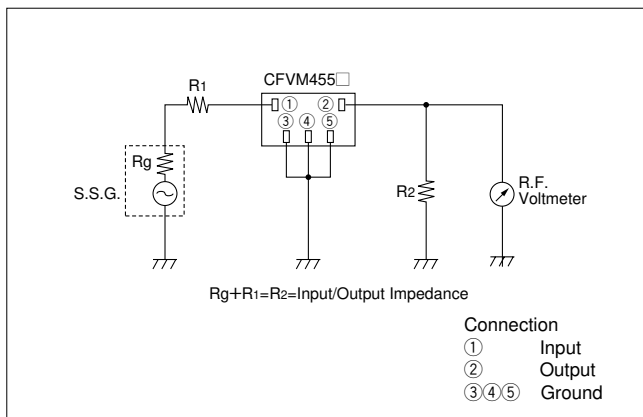 CFVM455□
R1
① ②
③ ④ ⑤
Rg
S.S.G.
R2
R.F.
Voltmeter
Rg+R1=R2=Input/Output Impedance
Connection
① Input
② Output
③④⑤ Ground